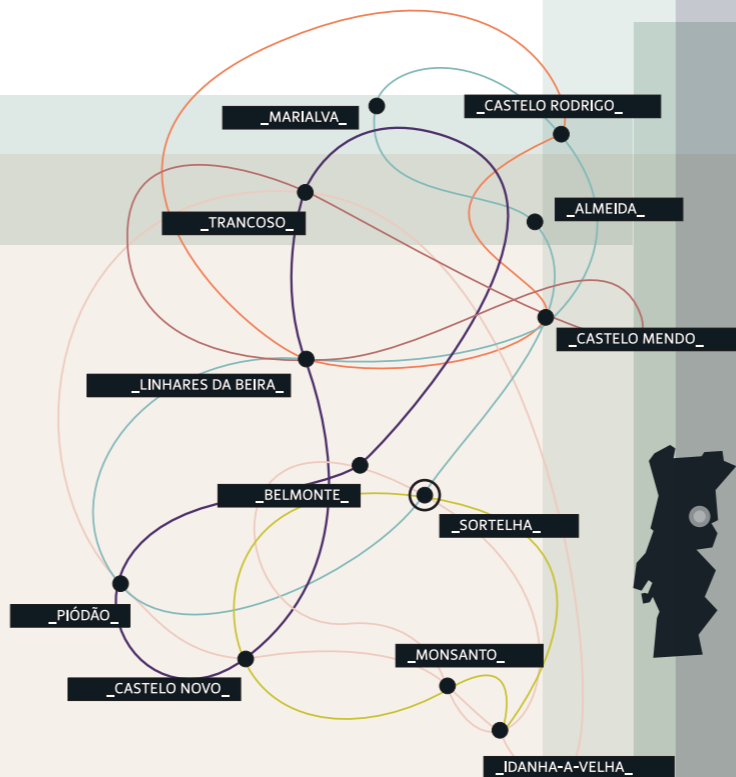 _CASTELO RODRIGO_
_MARIALVA_
_ALMEIDA_
_TRANCOSO_
_CASTELO MENDO_
_LINHARES DA BEIRA_
_BELMONTE_
_SORTELHA_
_PIÓDÃO_
_MONSANTO_
_CASTELO NOVO_
_IDANHA-A-VELHA_